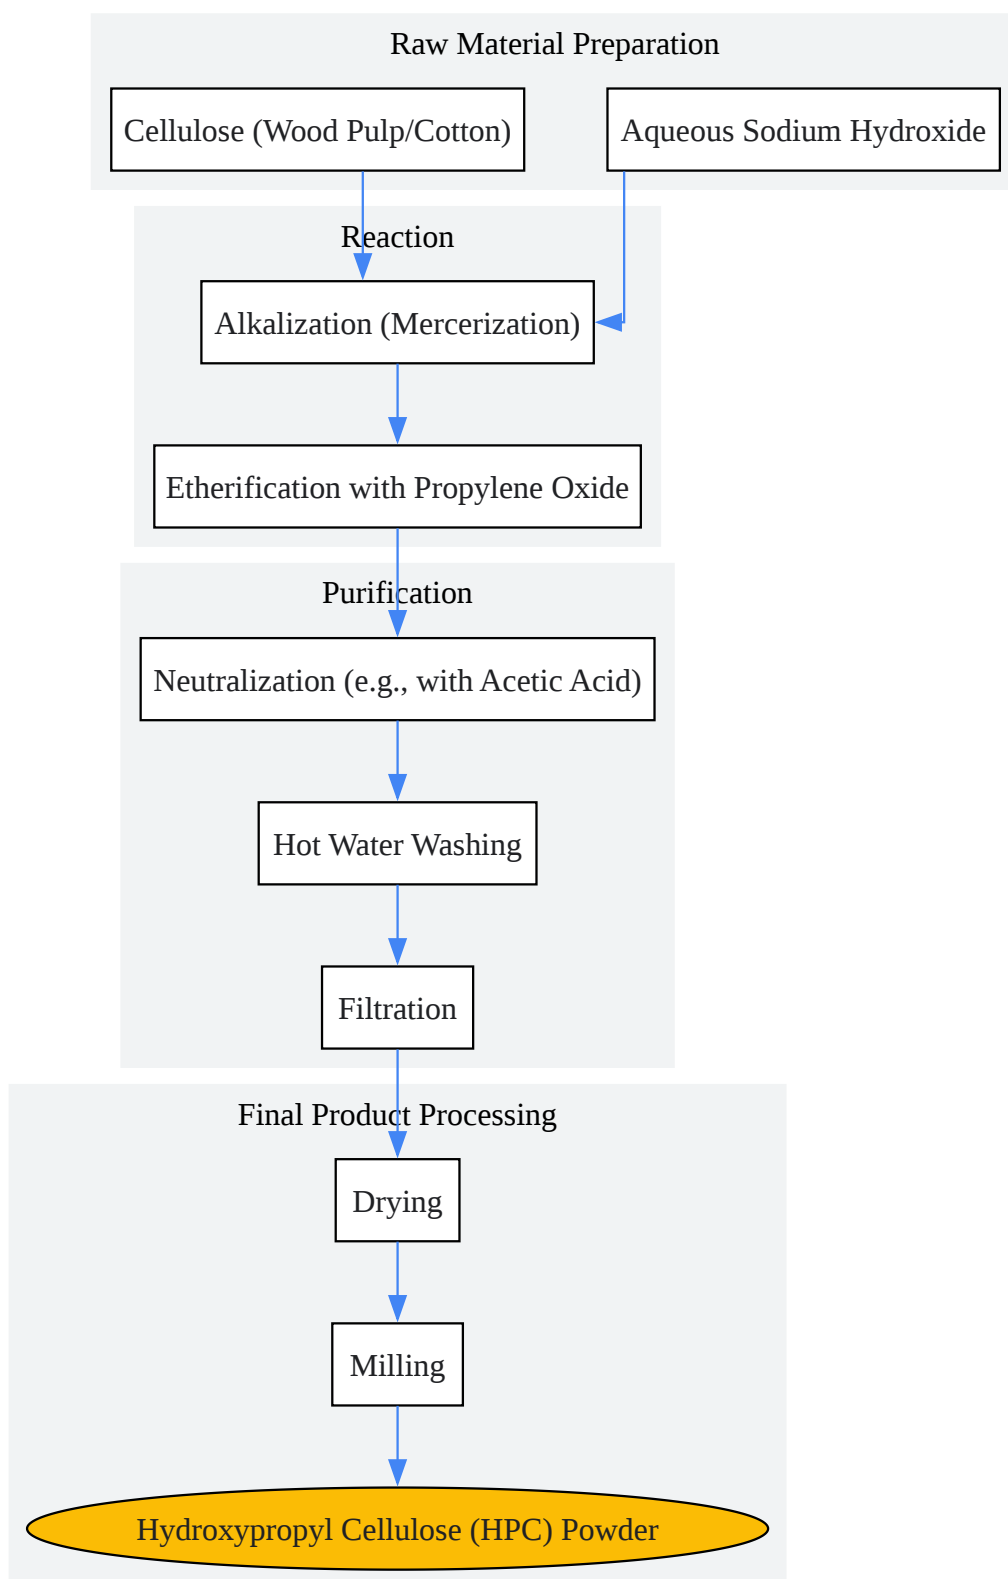 Raw Material Preparation
Cellulose (Wood Pulp/Cotton)
Aqueous Sodium Hydroxide
Reaction
Alkalization (Mercerization)
Etherification with Propylene Oxide
Purification
Neutralization (e.g., with Acetic Acid)
Hot Water Washing
Filtration
Final Product Processing
Drying
Milling
Hydroxypropyl Cellulose (HPC) Powder